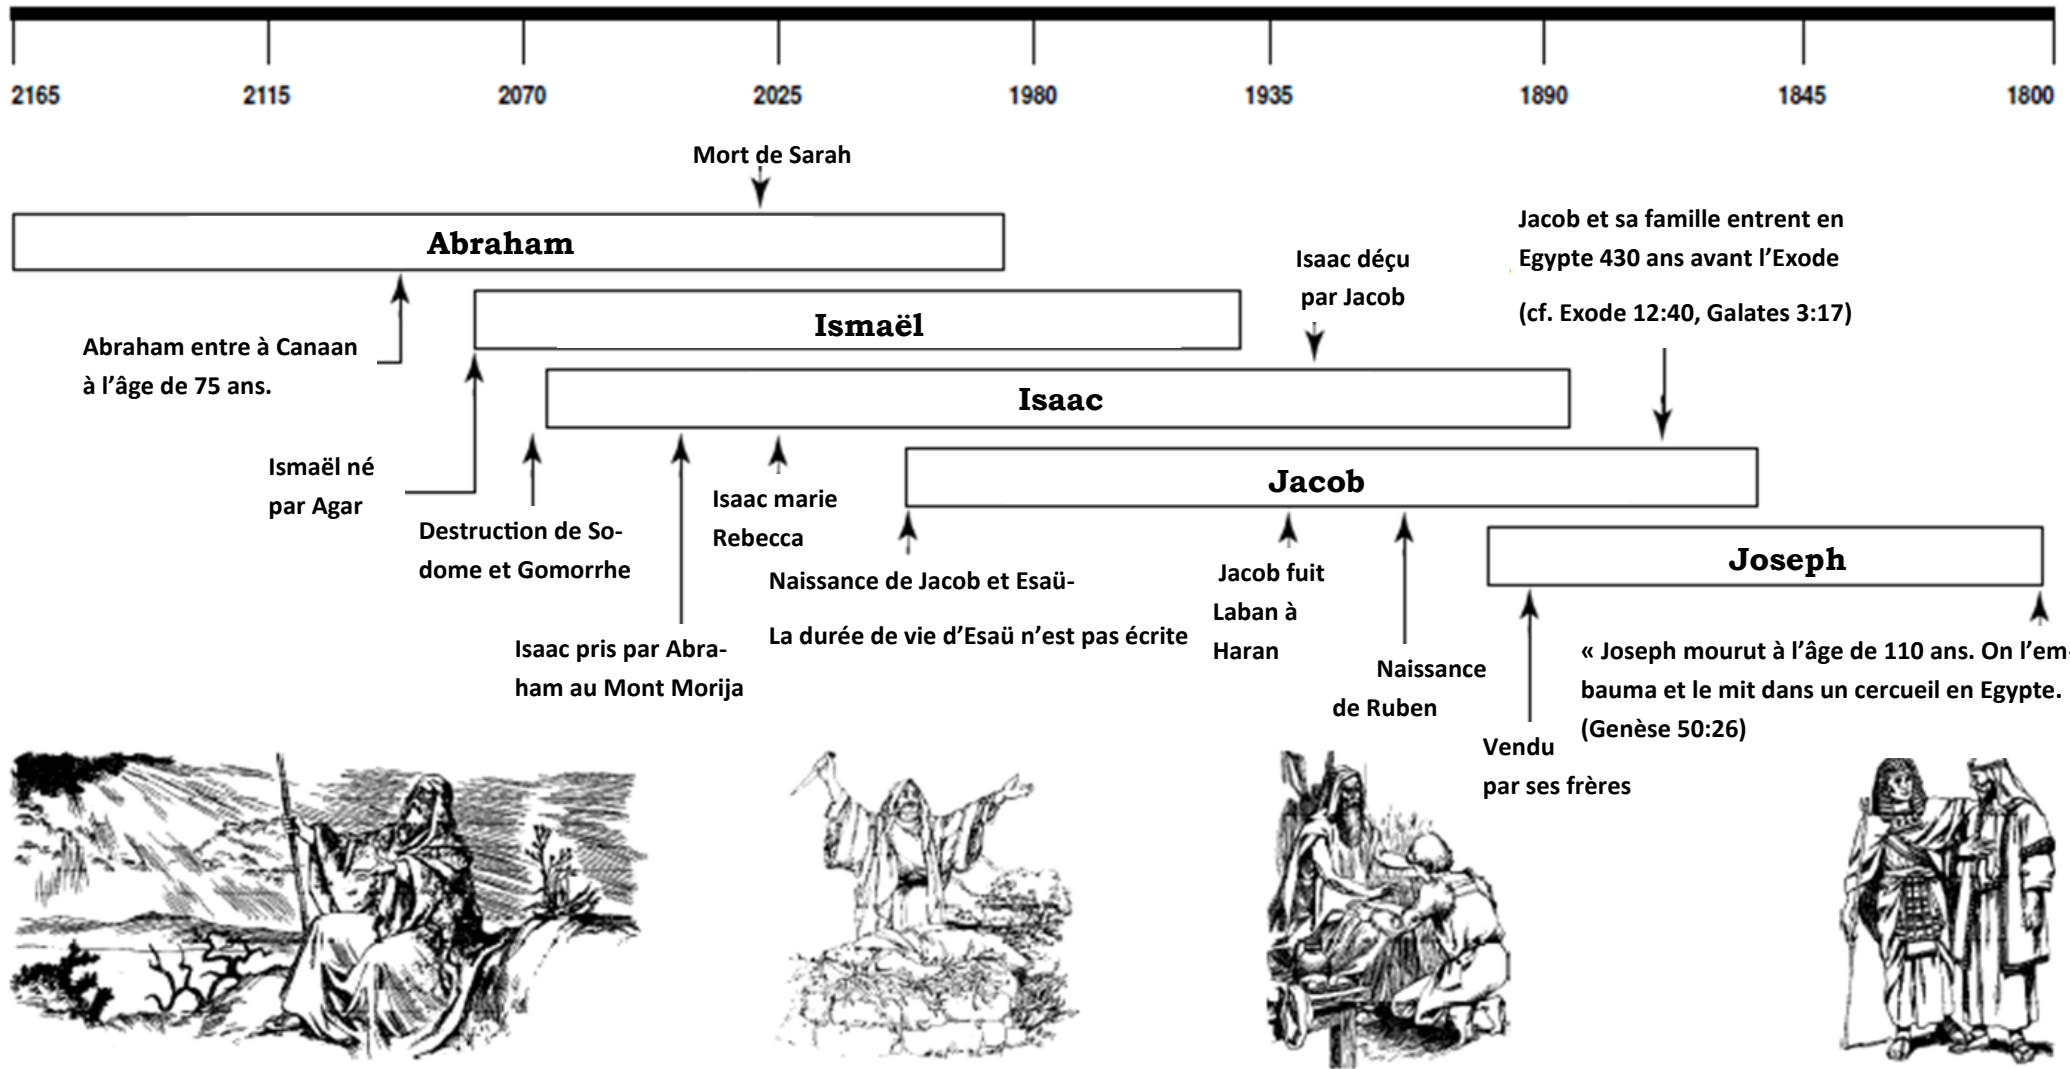 2165 2115 2070 2025 1980 1935 1890 1845 1800
Mort de Sarah
Abraham
Jacob et sa famille entrent en
Egypte 430 ans avant l’Exode
(cf. Exode 12:40, Galates 3:17)
Isaac déçu
par Jacob
Ismaël
Abraham entre à Canaan
à l’âge de 75 ans.
Isaac
Ismaël né
par Agar
Jacob
Isaac marie
Rebecca
Destruction de So-
dome et Gomorrhe
Joseph
Naissance de Jacob et Esaü-
La durée de vie d’Esaü n’est pas écrite
Jacob fuit
Laban à
Haran
Isaac pris par Abra-
ham au Mont Morija
Naissance
de Ruben
« Joseph mourut à l’âge de 110 ans. On l’em-
bauma et le mit dans un cercueil en Egypte.
(Genèse 50:26)
Vendu
par ses frères